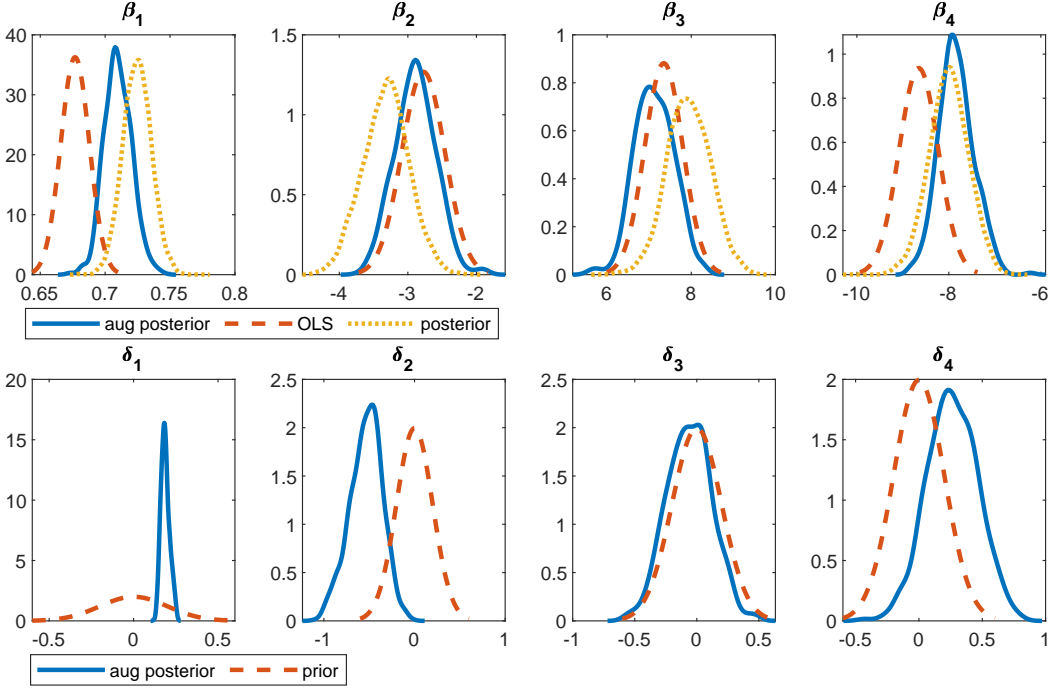 β1 β2 β3 β4
40 1.5 1 1
30 0.8 0.8
20 1 0.6 0.6
10 0.5 0.4 0.4
0.2 0.2
0 0 0 0
0.65 0.7 0.75 0.8 -4 -3 -2 6 8 10 -10 -8 -6
aug posterior OLS posterior
δ1 δ2 δ3 δ4
20 2.5 2.5 2
15 2 2 1.5
10 1.5 1.5 1
5 1 1 0.5
0.5 0.5
0 0 0 0
-0.5 0 0.5 -1 0 1 -1 -0.5 0 0.5 -0.5 0 0.5 1
aug posterior prior